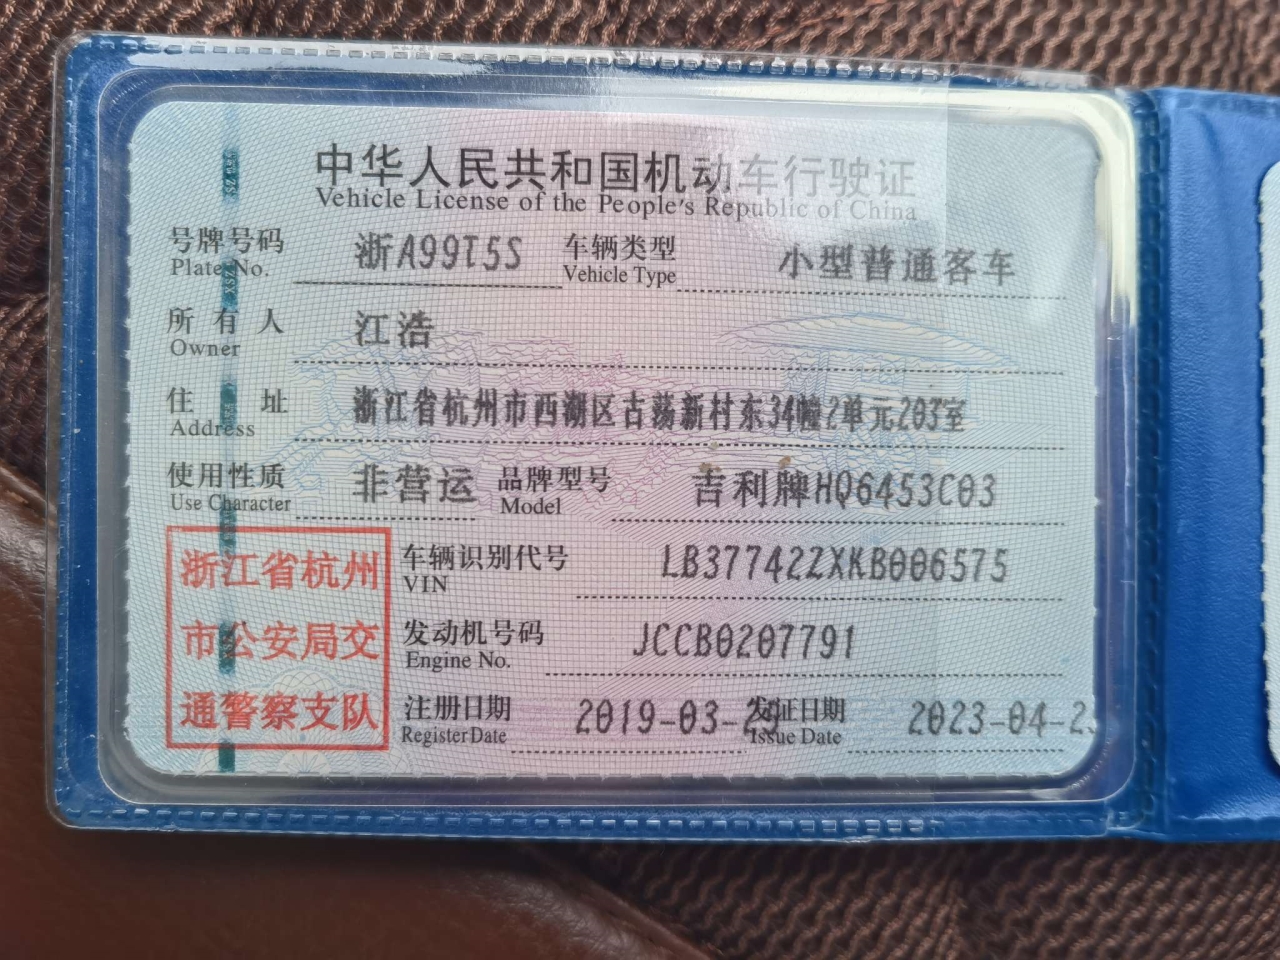 中华人民共和国机动车行驶证
Vehicle License of the People's Republic of China
号牌号码 浙A99T5S 车辆类型 小型普通客车
Plate No. Vehicle Type
所有人 江浩
Owner
住址 浙江省杭州市西湖区古荡新村东34幢2单元203室
Address
使用性质 非营运 品牌型号 吉利牌HQ6453C03
Use Character Model
浙江省杭州
市公安局交
通警察支队
车辆识别代号 LB37742ZXKB006575
VIN
发动机号码 JCCB0207791
Engine No.
注册日期 2019-03- 发证日期 2023-04-
Register Date Issue Date